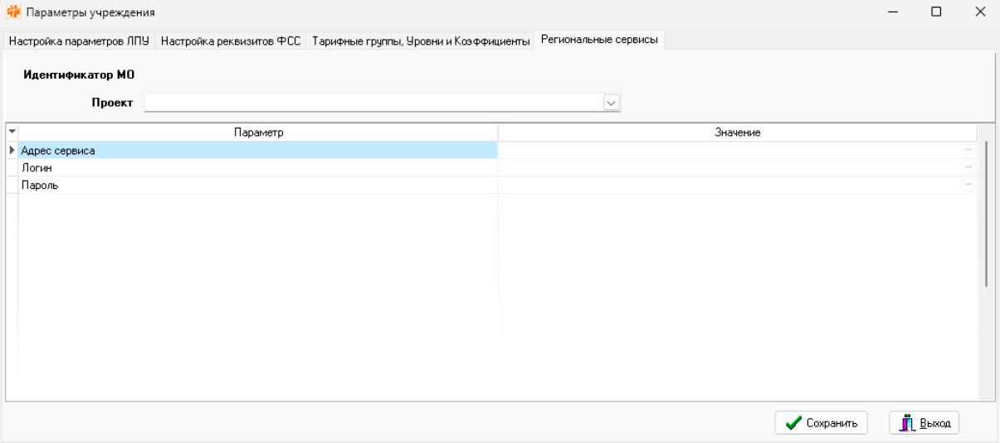 Параметры учреждения
Настройка параметров ЛПУ Настройка реквизитов ФСС Тарифные группы, Уровни и Коэффициенты Региональные сервисы
Идентификатор МО
Проект
Параметр Значение
Адрес сервиса
Логин
Пароль
Сохранить Выход